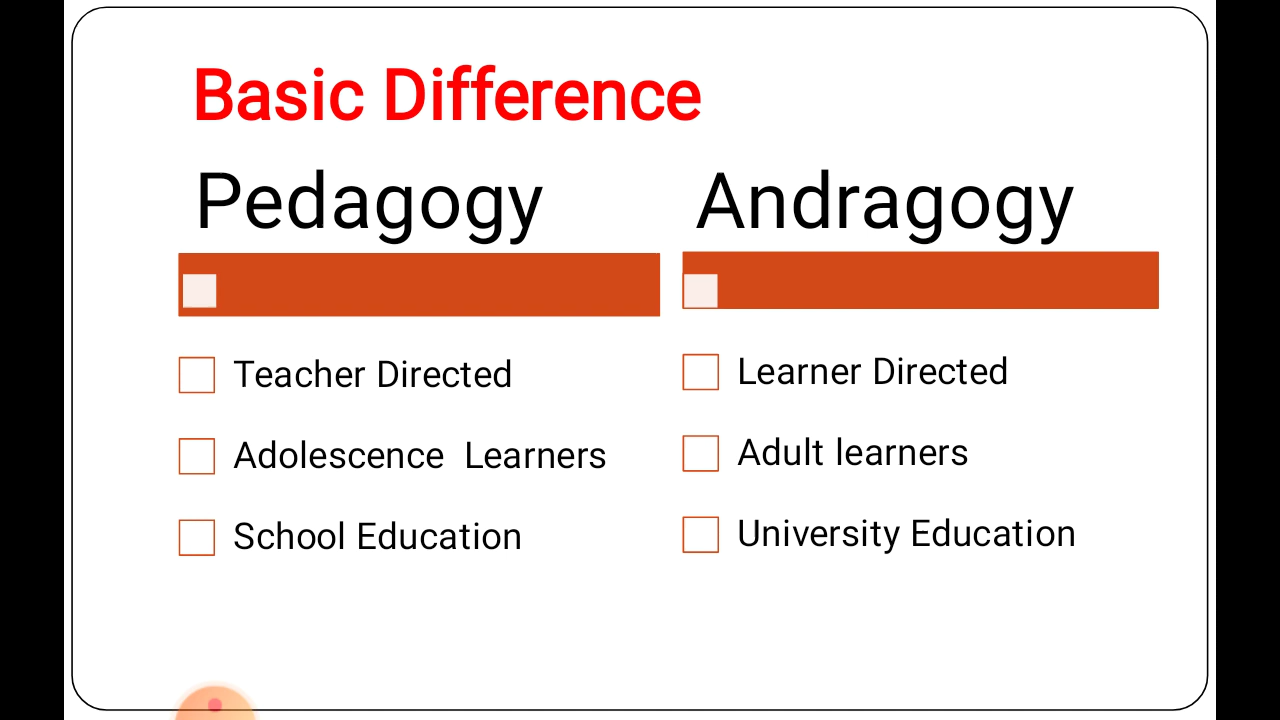 Basic Difference
Pedagogy
Teacher Directed
Adolescence Learners
School Education
Andragogy
Learner Directed
Adult learners
University Education